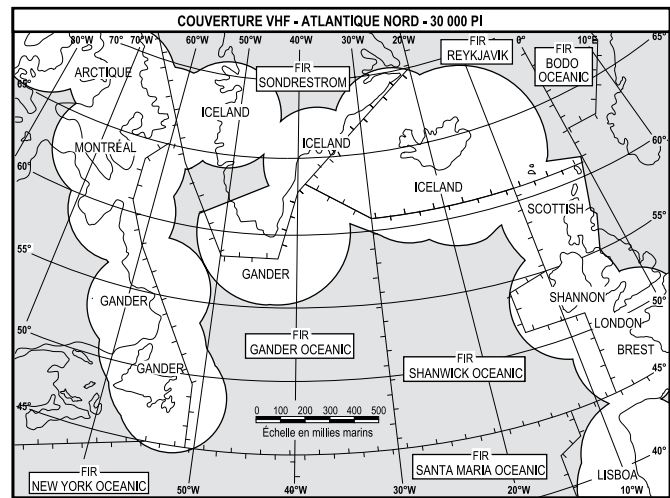 COUVERTURE VHF - ATLANTIQUE NORD - 30 000 PI
80°W 70° 70°W 60°W 50°W 40°W 30°W 20°W 10° 10°
ARCTIQUE
FIR
SONDRESTROM
FIR
REYKJAVIK
FIR
BODO
OCEANIC
65°
65°
ICELAND
ICELAND
ICELAND
MONTRÉAL
60°
60°
0°
SCOTTISH
55°
55°
GANDER
GANDER
SHANNON
LONDON
BREST
50°
50°
FIR
GANDER OCEANIC
FIR
SHANWICK OCEANIC
GANDER
45°
45°
0 100 200 300 400 500
Échelle en millies marins
40°
FIR
NEW YORK OCEANIC
FIR
SANTA MARIA OCEANIC
LISBOA
50°W 40°W 30°W 20°W 10°W